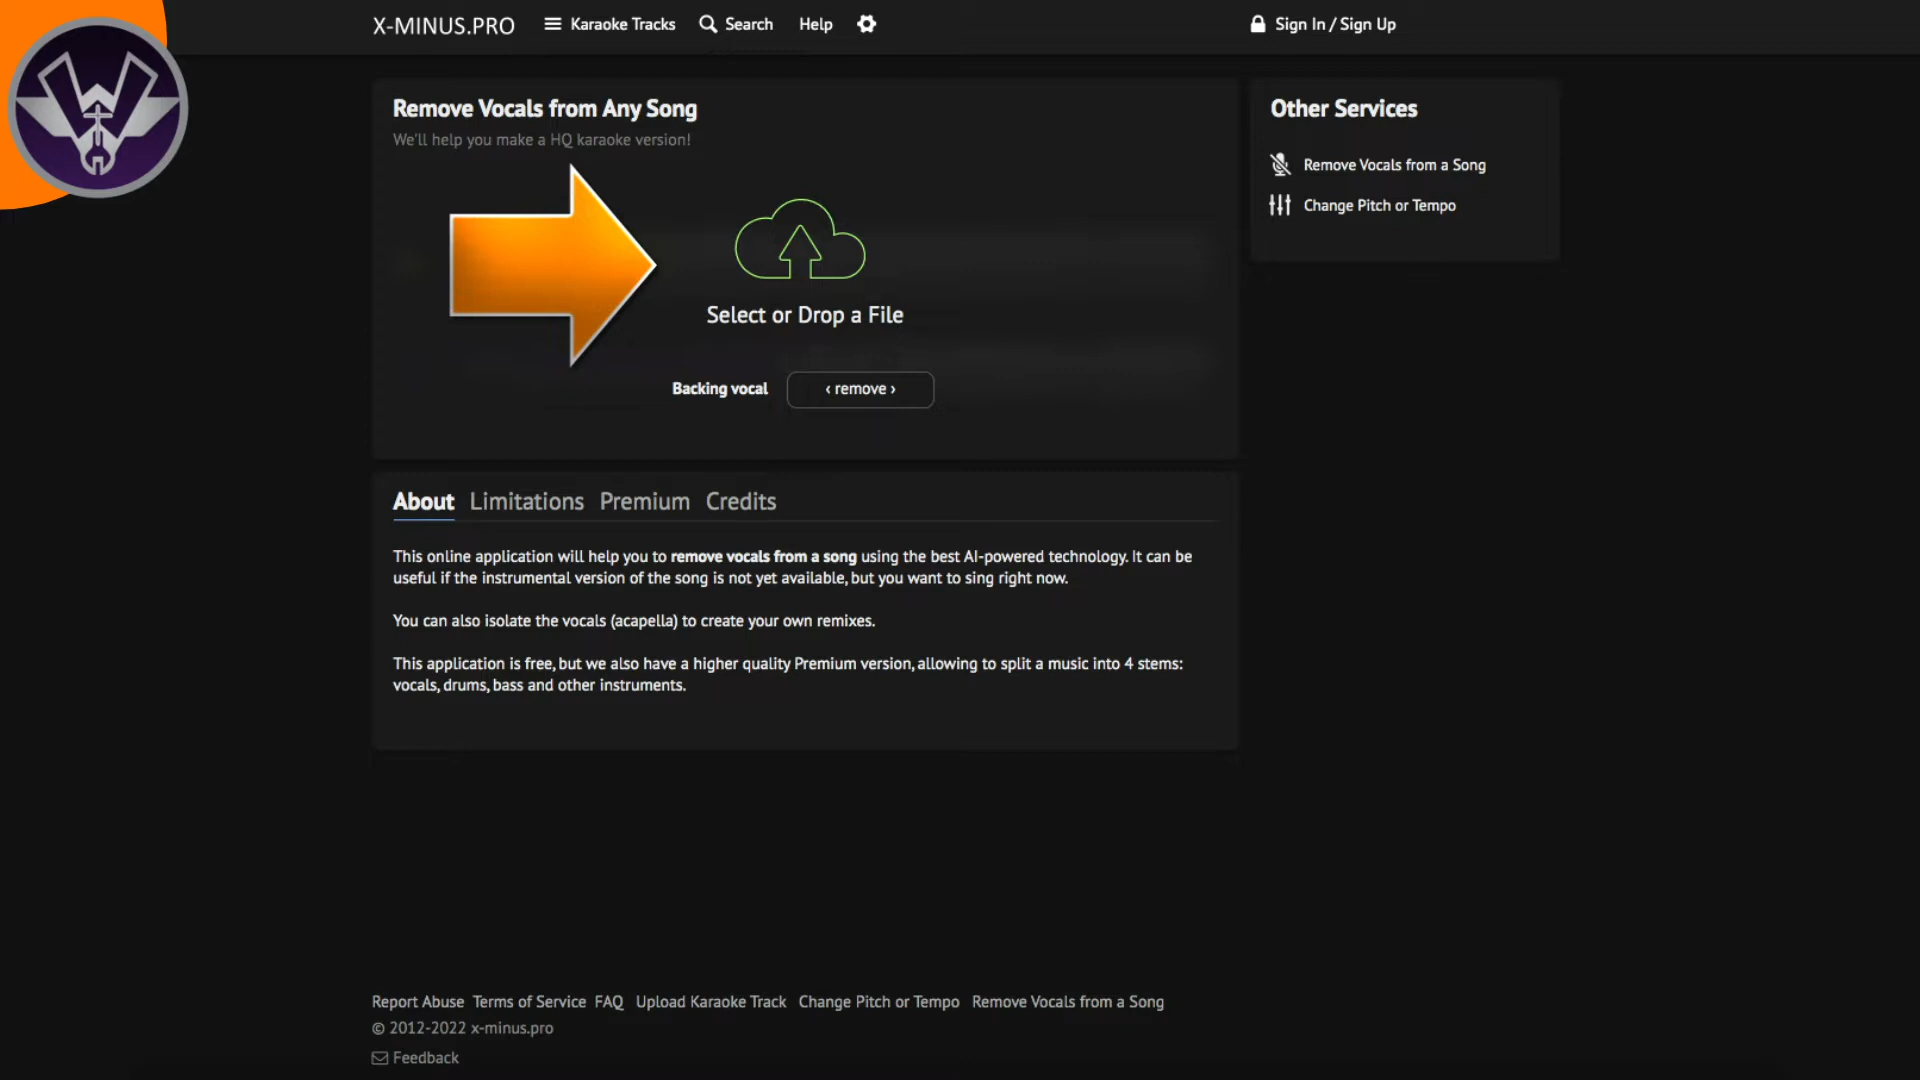 X-MINUS.PRO
Karaoke Tracks
Search
Help
Sign In / Sign Up
Remove Vocals from Any Song
We'll help you make a HQ karaoke version!
Select or Drop a File
Backing vocal
‹ remove ›
Other Services
Remove Vocals from a Song
Change Pitch or Tempo
About Limitations Premium Credits
This online application will help you to remove vocals from a song using the best AI-powered technology. It can be
useful if the instrumental version of the song is not yet available, but you want to sing right now.
You can also isolate the vocals (acapella) to create your own remixes.
This application is free, but we also have a higher quality Premium version, allowing to split a music into 4 stems:
vocals, drums, bass and other instruments.
Report Abuse Terms of Service FAQ Upload Karaoke Track Change Pitch or Tempo Remove Vocals from a Song
© 2012-2022 x-minus.pro
Feedback